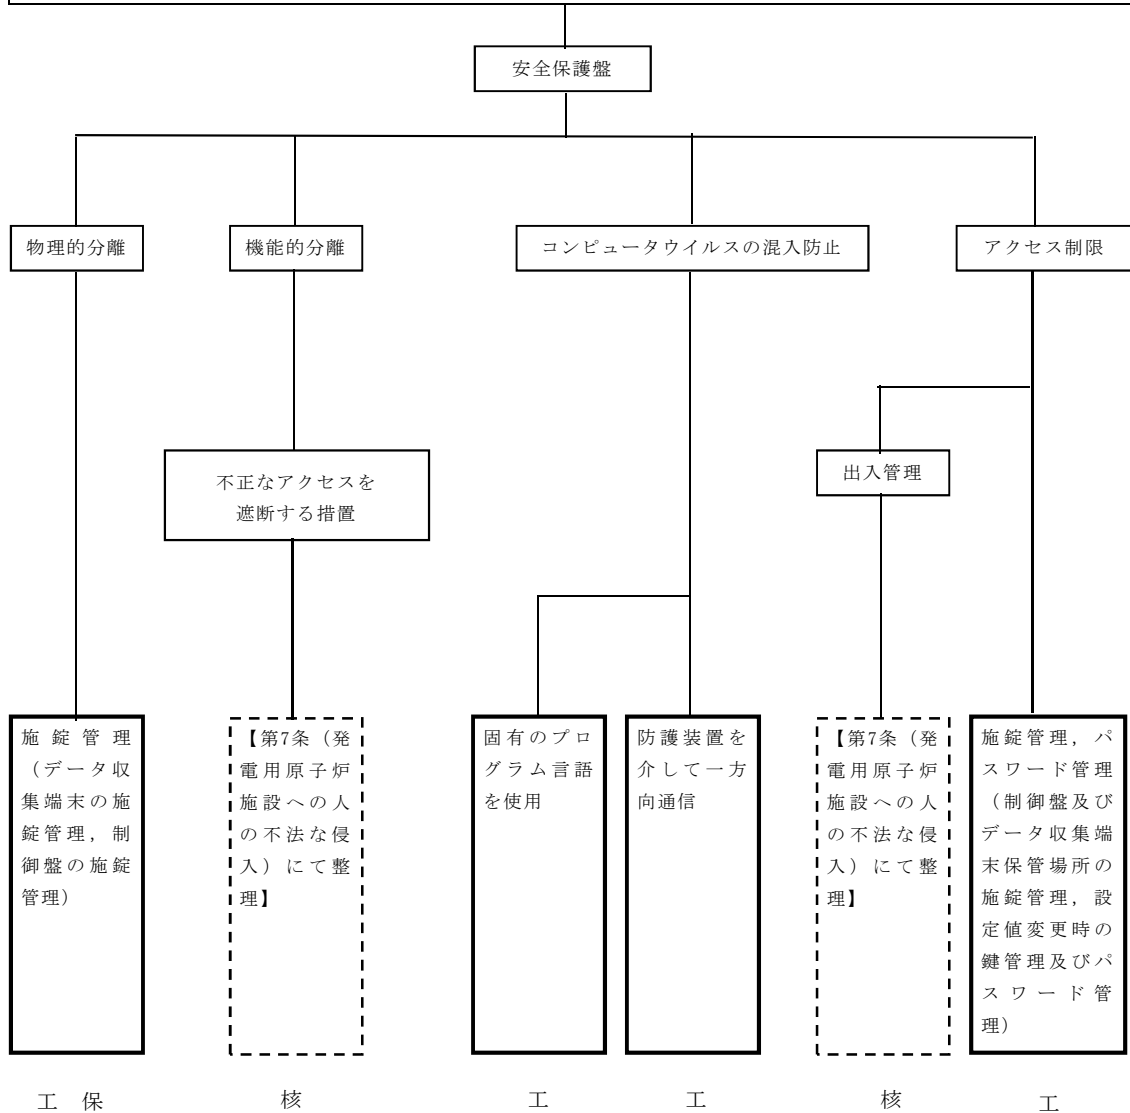 安全保護盤
物理的分離
機能的分離
コンピュータウイルスの混入防止
アクセス制限
不正なアクセスを
遮断する措置
出入管理
施錠管理
（データ収
集端末の施
錠管理，制
御盤の施錠
管理）
【第7条（発
電用原子炉
施設への人
の不法な侵
入）にて整
理】
固有のプロ
グラム言語
を使用
防護装置を
介して一方
向通信
【第7条（発
電用原子炉
施設への人
の不法な侵
入）にて整
理】
施錠管理，パ
スワード管理
（制御盤及び
データ収集端
末保管場所の
施錠管理，設
定値変更時の
鍵管理及びパ
スワード管
理）
工 保
核
工
工
核
工